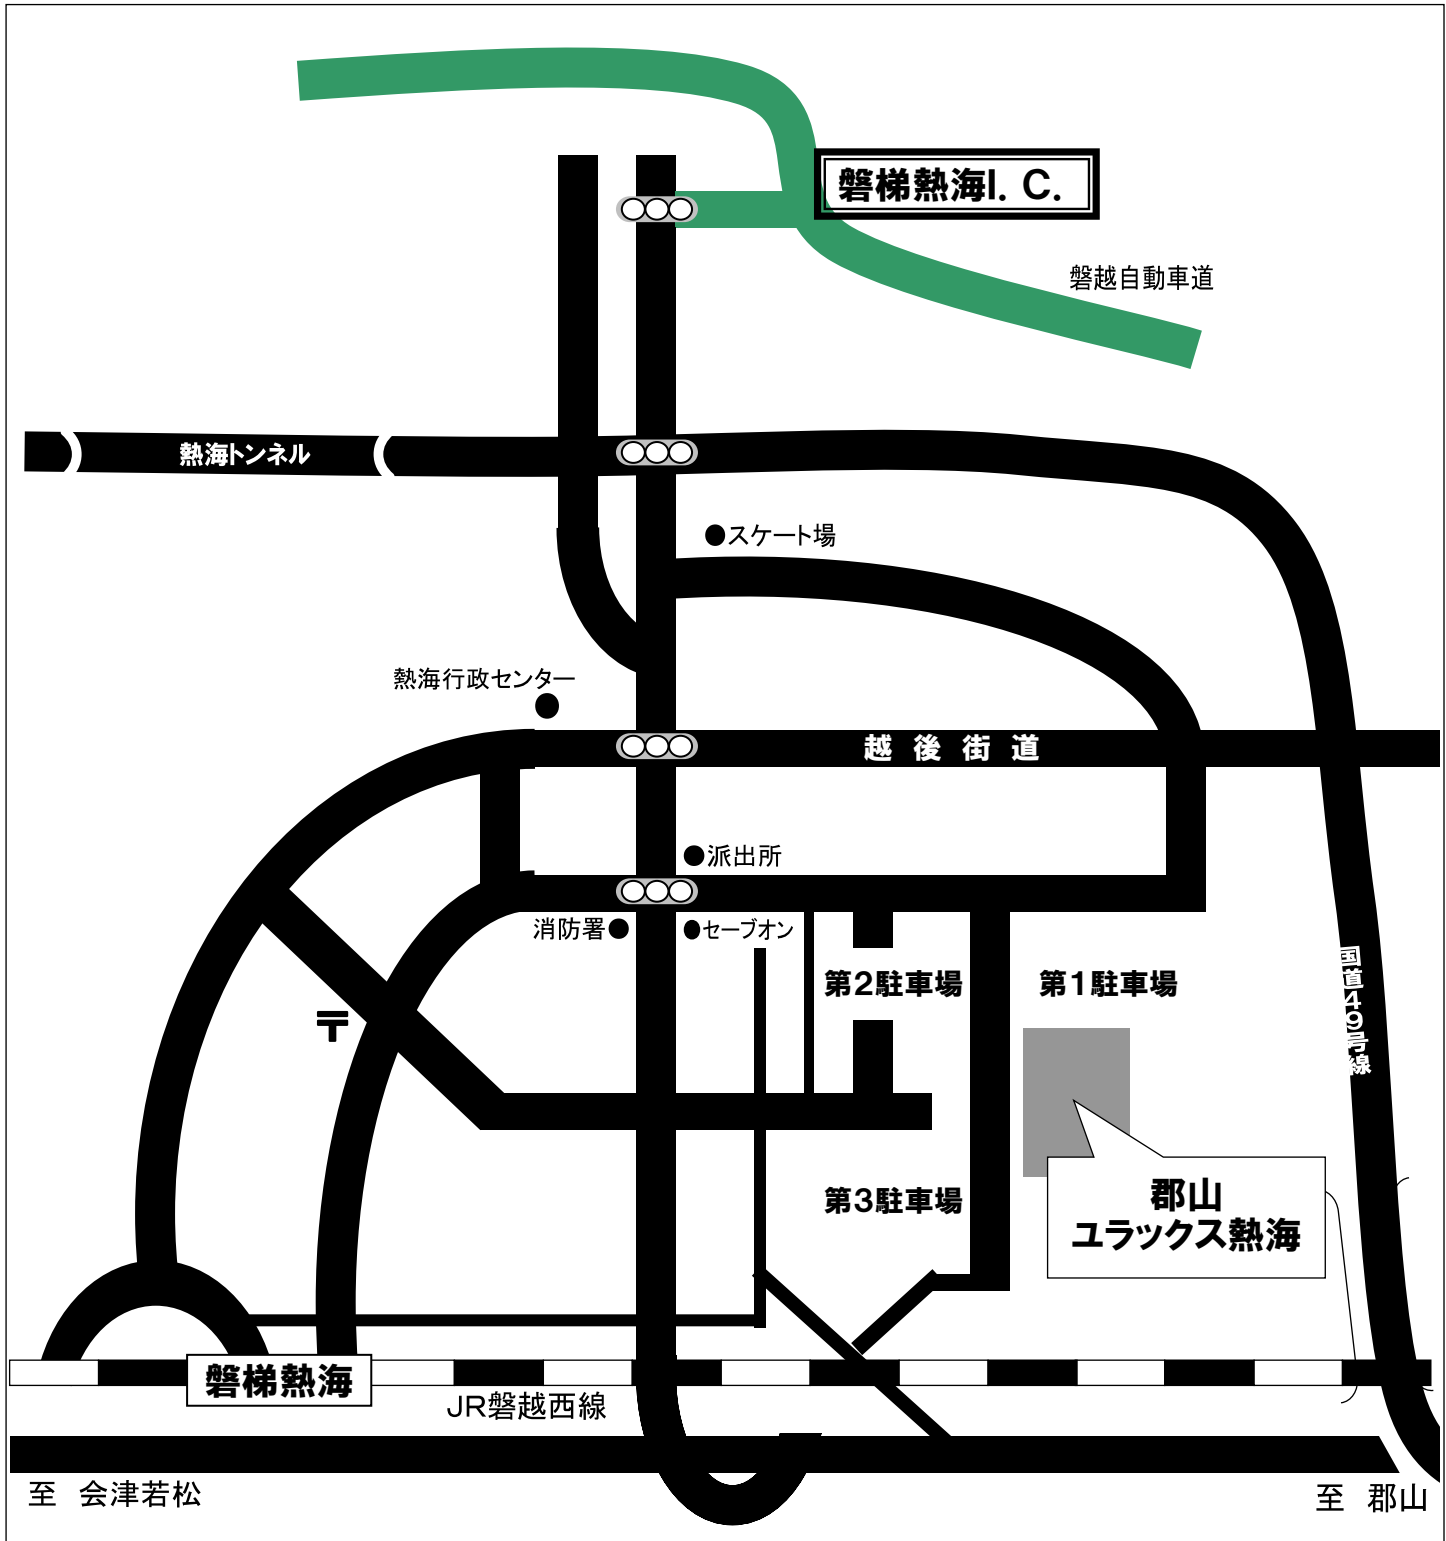 磐梯熱海I. C.
磐越自動車道
熱海トンネル
スケート場
熱海行政センター
越後街道
派出所
消防署
セーブオン
第2駐車場
第1駐車場
国道49号線
〒
第3駐車場
郡山
ユラックス熱海
磐梯熱海
JR磐越西線
至 会津若松
至 郡山